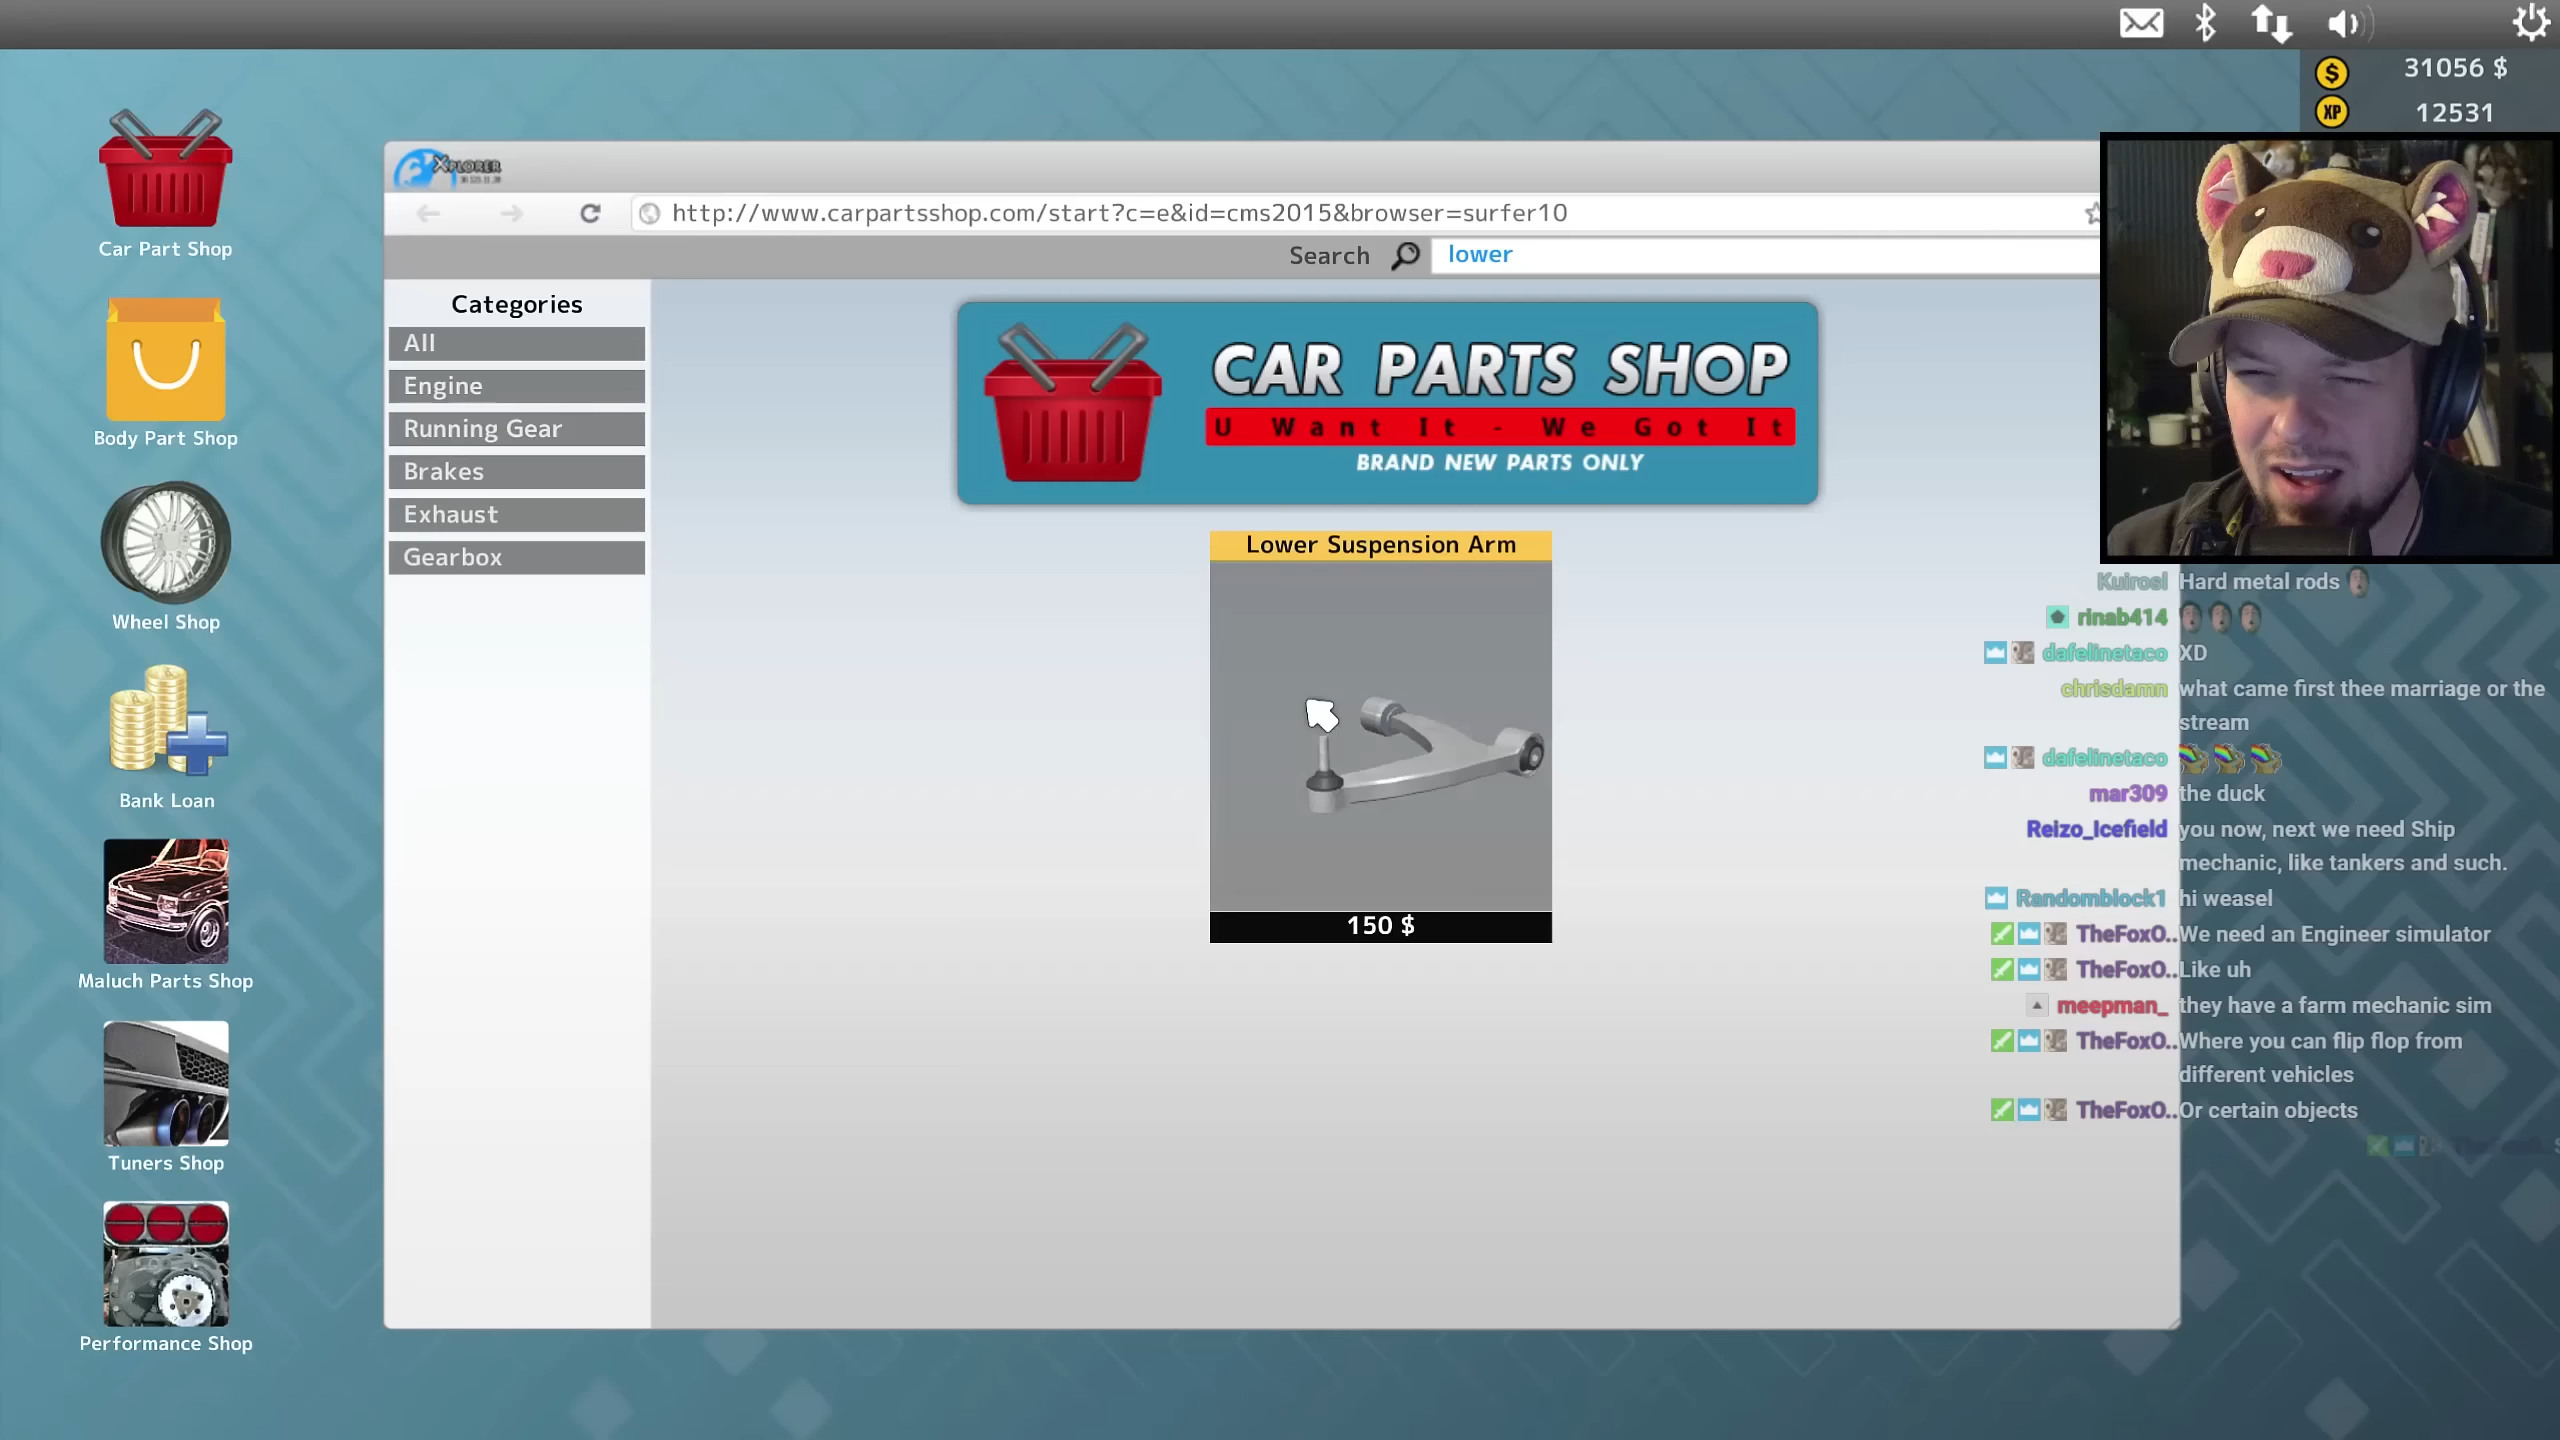 31056 $
XP 12531
XPLORER
http://www.carpartsshop.com/start?c=e&id=cms2015&browser=surfer10
Search lower
Categories
All
Engine
Running Gear
Brakes
Exhaust
Gearbox
CAR PARTS SHOP
U Want It - We Got It
BRAND NEW PARTS ONLY
Lower Suspension Arm
150 $
Car Part Shop
Body Part Shop
Wheel Shop
Bank Loan
Maluch Parts Shop
Tuners Shop
Performance Shop
Kuirosl Hard metal rods
rinab414
dafelinetaco XD
chrisdamn what came first thee marriage or the
stream
dafelinetaco
mar309 the duck
Reizo_Icefield you now, next we need Ship
mechanic, like tankers and such.
Randomblock1 hi weasel
TheFoxO.. We need an Engineer simulator
TheFoxO.. Like uh
meepman_ they have a farm mechanic sim
TheFoxO.. Where you can flip flop from
different vehicles
TheFoxO.. Or certain objects